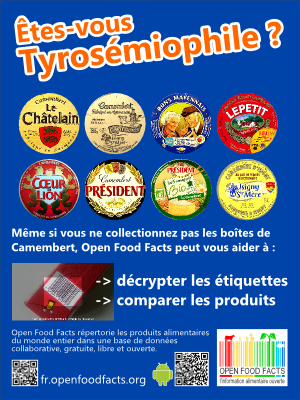 Êtes-vous
Tyrosémiophile ?
Camembert
Le Châtelain
Camembert
BONS MAYENNAIS
LEPETIT
CŒUR DE LION
Camembert
PRÉSIDENT
PRÉSIDENT
BIO
CAMEMBERT
Isigny
Ste Mère
Même si vous ne collectionnez pas les boîtes de
Camembert, Open Food Facts peut vous aider à :
-> décrypter les étiquettes
-> comparer les produits
Open Food Facts répertorie les produits alimentaires
du monde entier dans une base de données
collaborative, gratuite, libre et ouverte.
fr.openfoodfacts.org
OPEN FOOD FACTS
l'information alimentaire ouverte